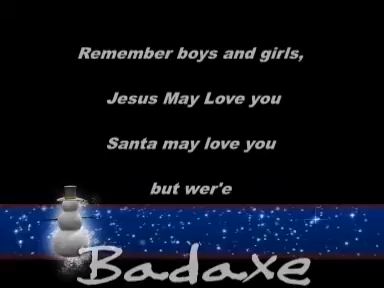 Remember boys and girls,
Jesus May Love you
Santa may love you
but wer'e
Badaxe